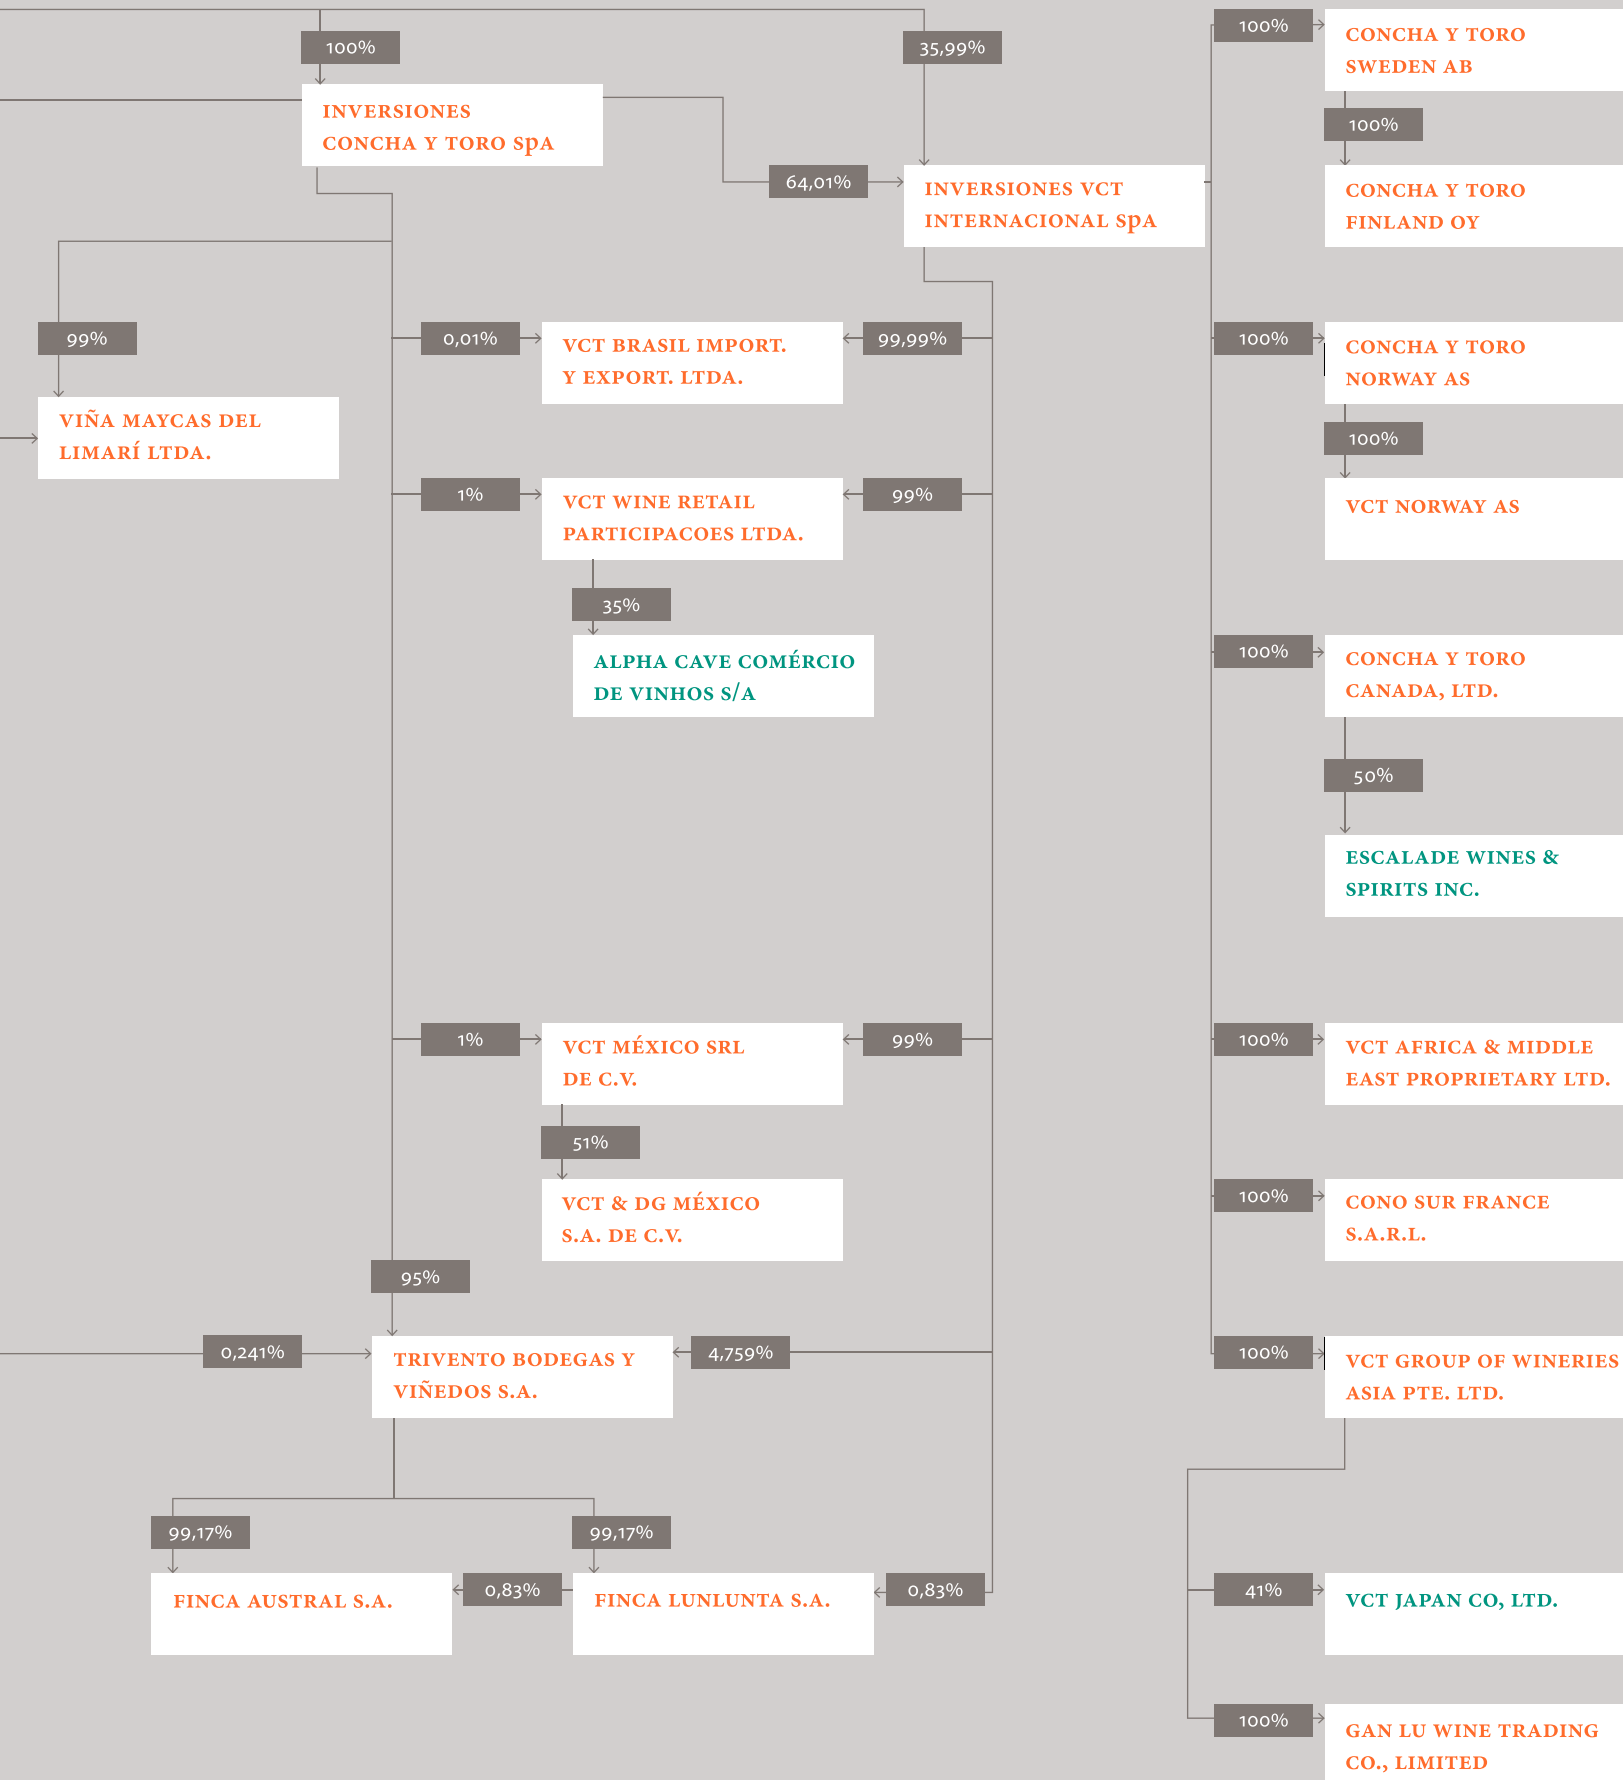 100%
35,99%
100%
CONCHA Y TORO
SWEDEN AB
INVERSIONES
CONCHA Y TORO SpA
100%
64,01%
INVERSIONES VCT
INTERNACIONAL SpA
CONCHA Y TORO
FINLAND OY
99%
0,01%
VCT BRASIL IMPORT.
Y EXPORT. LTDA.
99,99%
100%
CONCHA Y TORO
NORWAY AS
VIÑA MAYCAS DEL
LIMARÍ LTDA.
100%
1%
VCT WINE RETAIL
PARTICIPACOES LTDA.
99%
VCT NORWAY AS
35%
ALPHA CAVE COMÉRCIO
DE VINHOS S/A
100%
CONCHA Y TORO
CANADA, LTD.
50%
ESCALADE WINES &
SPIRITS INC.
1%
VCT MÉXICO SRL
DE C.V.
99%
100%
VCT AFRICA & MIDDLE
EAST PROPRIETARY LTD.
51%
VCT & DG MÉXICO
S.A. DE C.V.
100%
CONO SUR FRANCE
S.A.R.L.
95%
0,241%
TRIVENTO BODEGAS Y
VIÑEDOS S.A.
4,759%
100%
VCT GROUP OF WINERIES
ASIA PTE. LTD.
99,17%
99,17%
FINCA AUSTRAL S.A.
0,83%
FINCA LUNLUNTA S.A.
0,83%
41%
VCT JAPAN CO, LTD.
100%
GAN LU WINE TRADING
CO., LIMITED